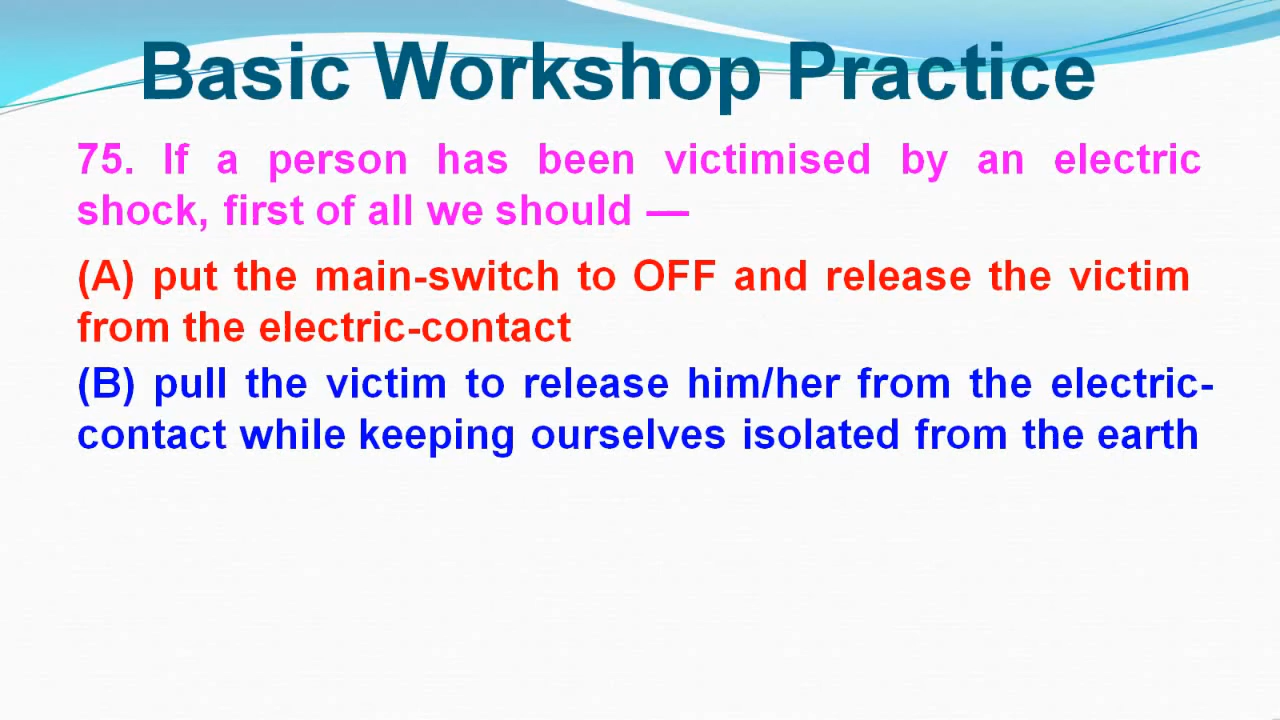 Basic Workshop Practice
75. If a person has been victimised by an electric
shock, first of all we should —
(A) put the main-switch to OFF and release the victim
from the electric-contact
(B) pull the victim to release him/her from the electric-
contact while keeping ourselves isolated from the earth